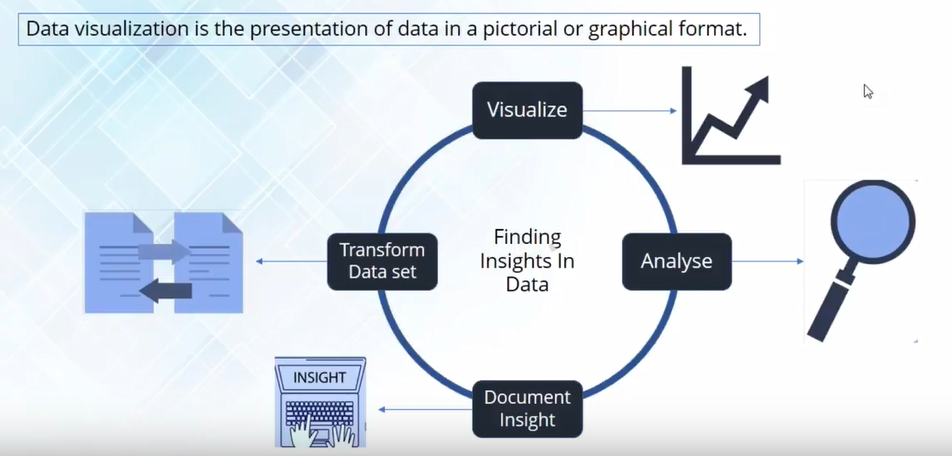 Data visualization is the presentation of data in a pictorial or graphical format.
Visualize
Transform
Data set
Finding
Insights In
Data
Analyse
INSIGHT
Document
Insight